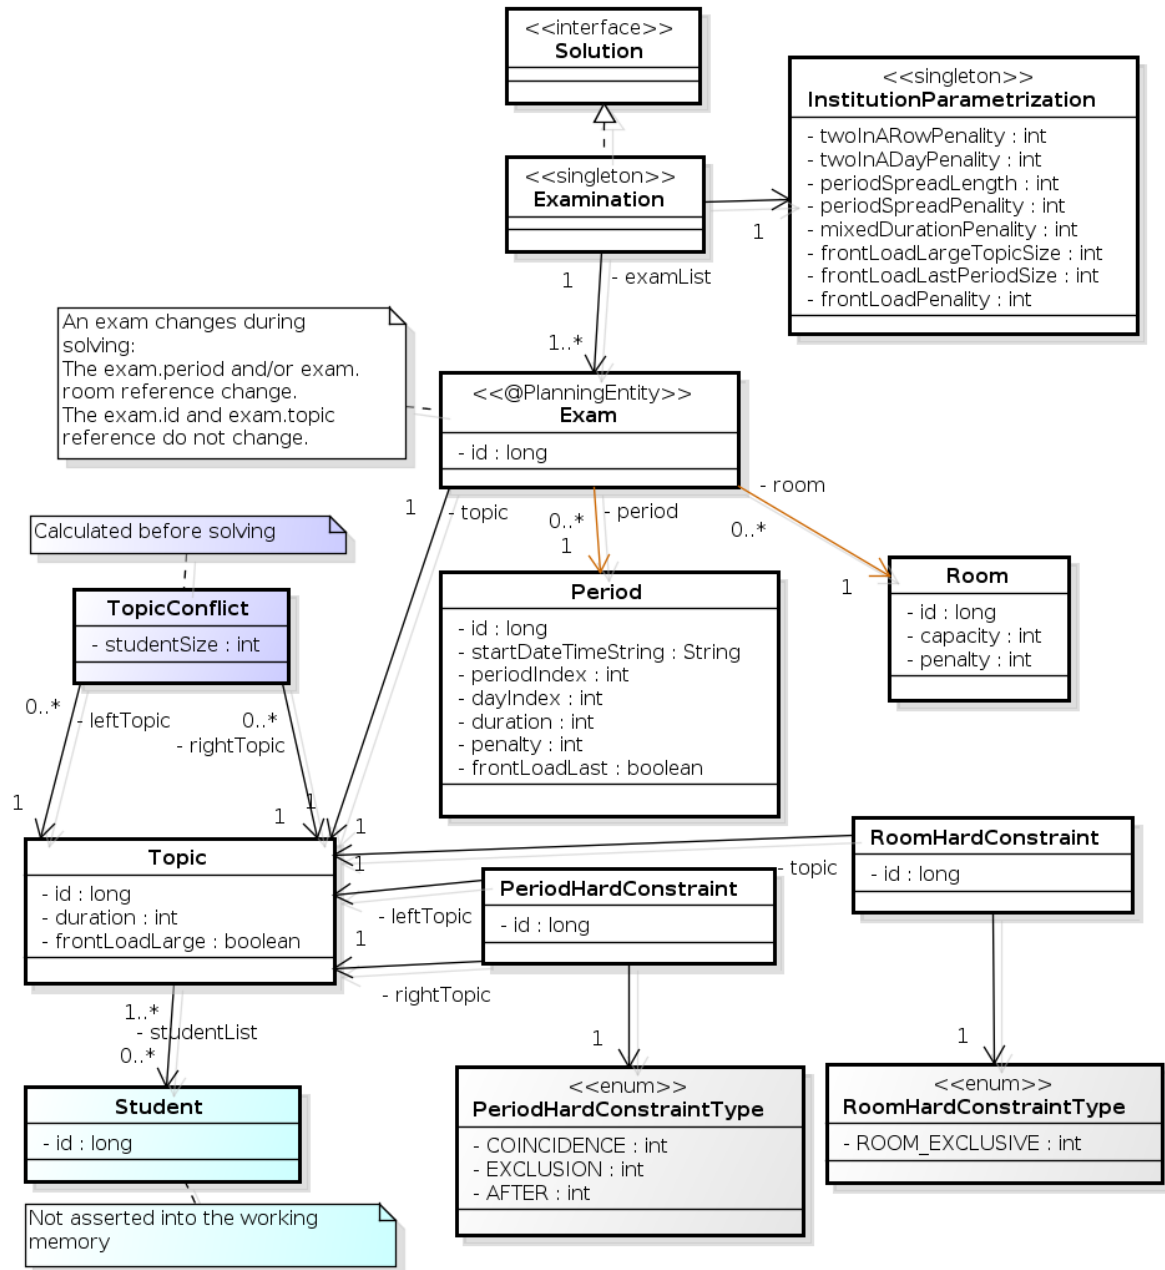 <<interface>>
Solution
<<singleton>>
InstitutionParametrization
- twoInARowPenality : int
- twoInADayPenality : int
- periodSpreadLength : int
- periodSpreadPenality : int
- mixedDurationPenality : int
- frontLoadLargeTopicSize : int
- frontLoadLastPeriodSize : int
- frontLoadPenality : int
<<singleton>>
Examination
1
1
- examList
1..*
An exam changes during
solving:
The exam.period and/or exam.
room reference change.
The exam.id and exam.topic
reference do not change.
<<@PlanningEntity>>
Exam
- id : long
1
- topic
0..*
- period
1
- room
0..*
1
Calculated before solving
TopicConflict
- studentSize : int
0..*
- leftTopic
0..*
- rightTopic
1
1
1
1
Period
- id : long
- startDateTimeString : String
- periodIndex : int
- dayIndex : int
- duration : int
- penalty : int
- frontLoadLast : boolean
Room
- id : long
- capacity : int
- penalty : int
Topic
- id : long
- duration : int
- frontLoadLarge : boolean
1
- leftTopic
1
- rightTopic
PeriodHardConstraint
- id : long
- topic
RoomHardConstraint
- id : long
1..*
- studentList
0..*
1
1
Student
- id : long
Not asserted into the working
memory
<<enum>>
PeriodHardConstraintType
- COINCIDENCE : int
- EXCLUSION : int
- AFTER : int
<<enum>>
RoomHardConstraintType
- ROOM_EXCLUSIVE : int